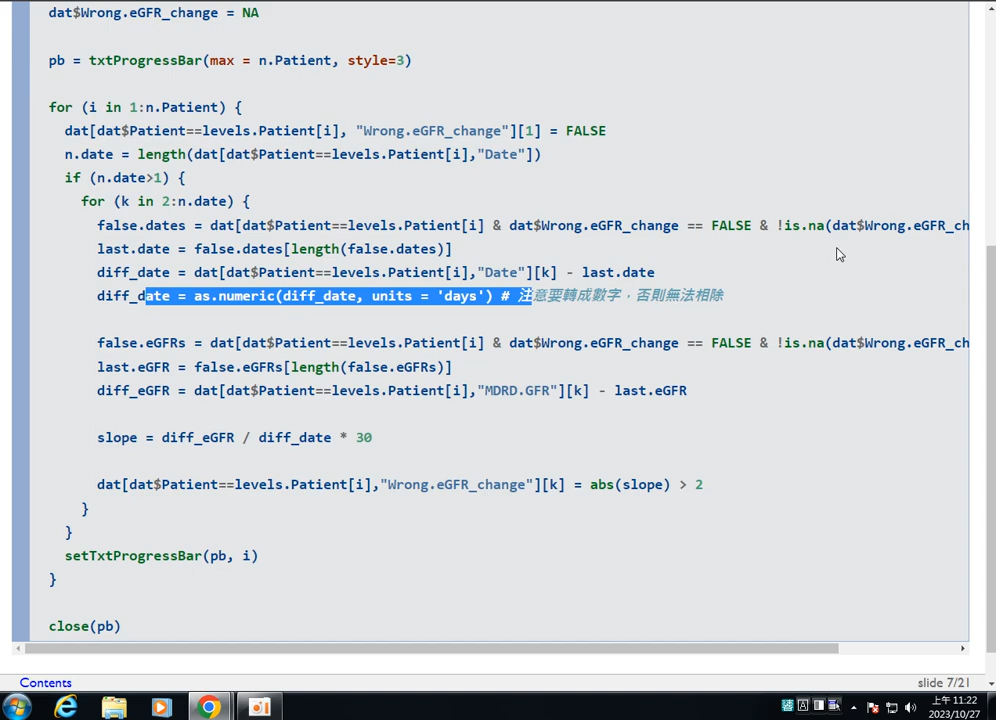 dat$Wrong.eGFR_change = NA
pb = txtProgressBar(max = n.Patient, style=3)
for (i in 1:n.Patient) {
dat[dat$Patient==levels.Patient[i], "Wrong.eGFR_change"][1] = FALSE
n.date = length(dat[dat$Patient==levels.Patient[i],"Date"])
if (n.date>1) {
for (k in 2:n.date) {
false.dates = dat[dat$Patient==levels.Patient[i] & dat$Wrong.eGFR_change == FALSE & !is.na(dat$Wrong.eGFR_ch
last.date = false.dates[length(false.dates)]
diff_date = dat[dat$Patient==levels.Patient[i],"Date"][k] - last.date
diff_date = as.numeric(diff_date, units = 'days') # 注意要轉成數字，否則無法相除
false.eGFRs = dat[dat$Patient==levels.Patient[i] & dat$Wrong.eGFR_change == FALSE & !is.na(dat$Wrong.eGFR_ch
last.eGFR = false.eGFRs[length(false.eGFRs)]
diff_eGFR = dat[dat$Patient==levels.Patient[i],"MDRD.GFR"][k] - last.eGFR
slope = diff_eGFR / diff_date * 30
dat[dat$Patient==levels.Patient[i],"Wrong.eGFR_change"][k] = abs(slope) > 2
}
}
setTxtProgressBar(pb, i)
}
close(pb)
Contents
slide 7/21
上午 11:22
2023/10/27